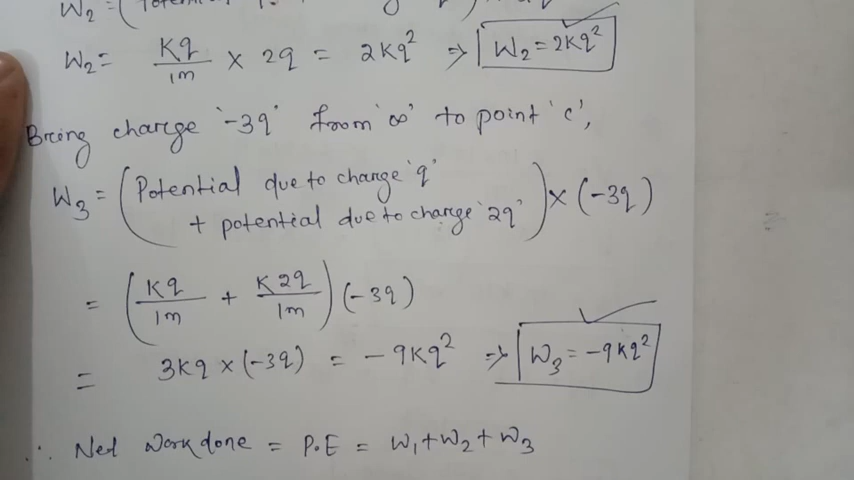 W₂ = (
W₂ = Kq/1m × 2q = 2Kq² ⇒ W₂ = 2Kq²
Bring charge '-3q' from '∞' to point 'c',
W₃ = (Potential due to charge 'q'
+ potential due to charge '2q') × (-3q)
= (Kq/1m + K2q/1m) (-3q)
= 3Kq × (-3q) = -9Kq² ⇒ W₃ = -9Kq²
∴ Net Workdone = P.E = W₁+W₂+W₃